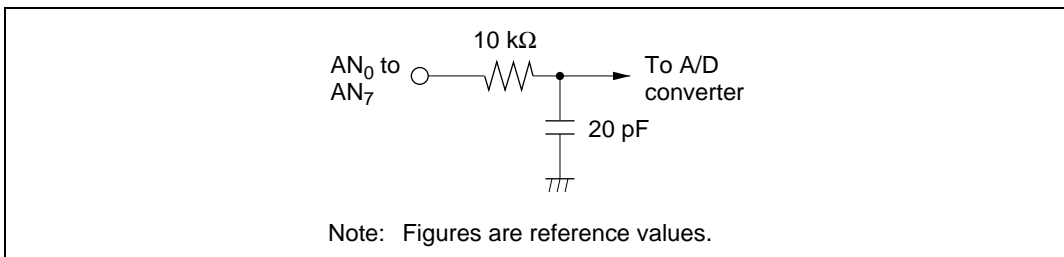 10 kΩ
AN0 to
AN7
To A/D
converter
20 pF
Note: Figures are reference values.